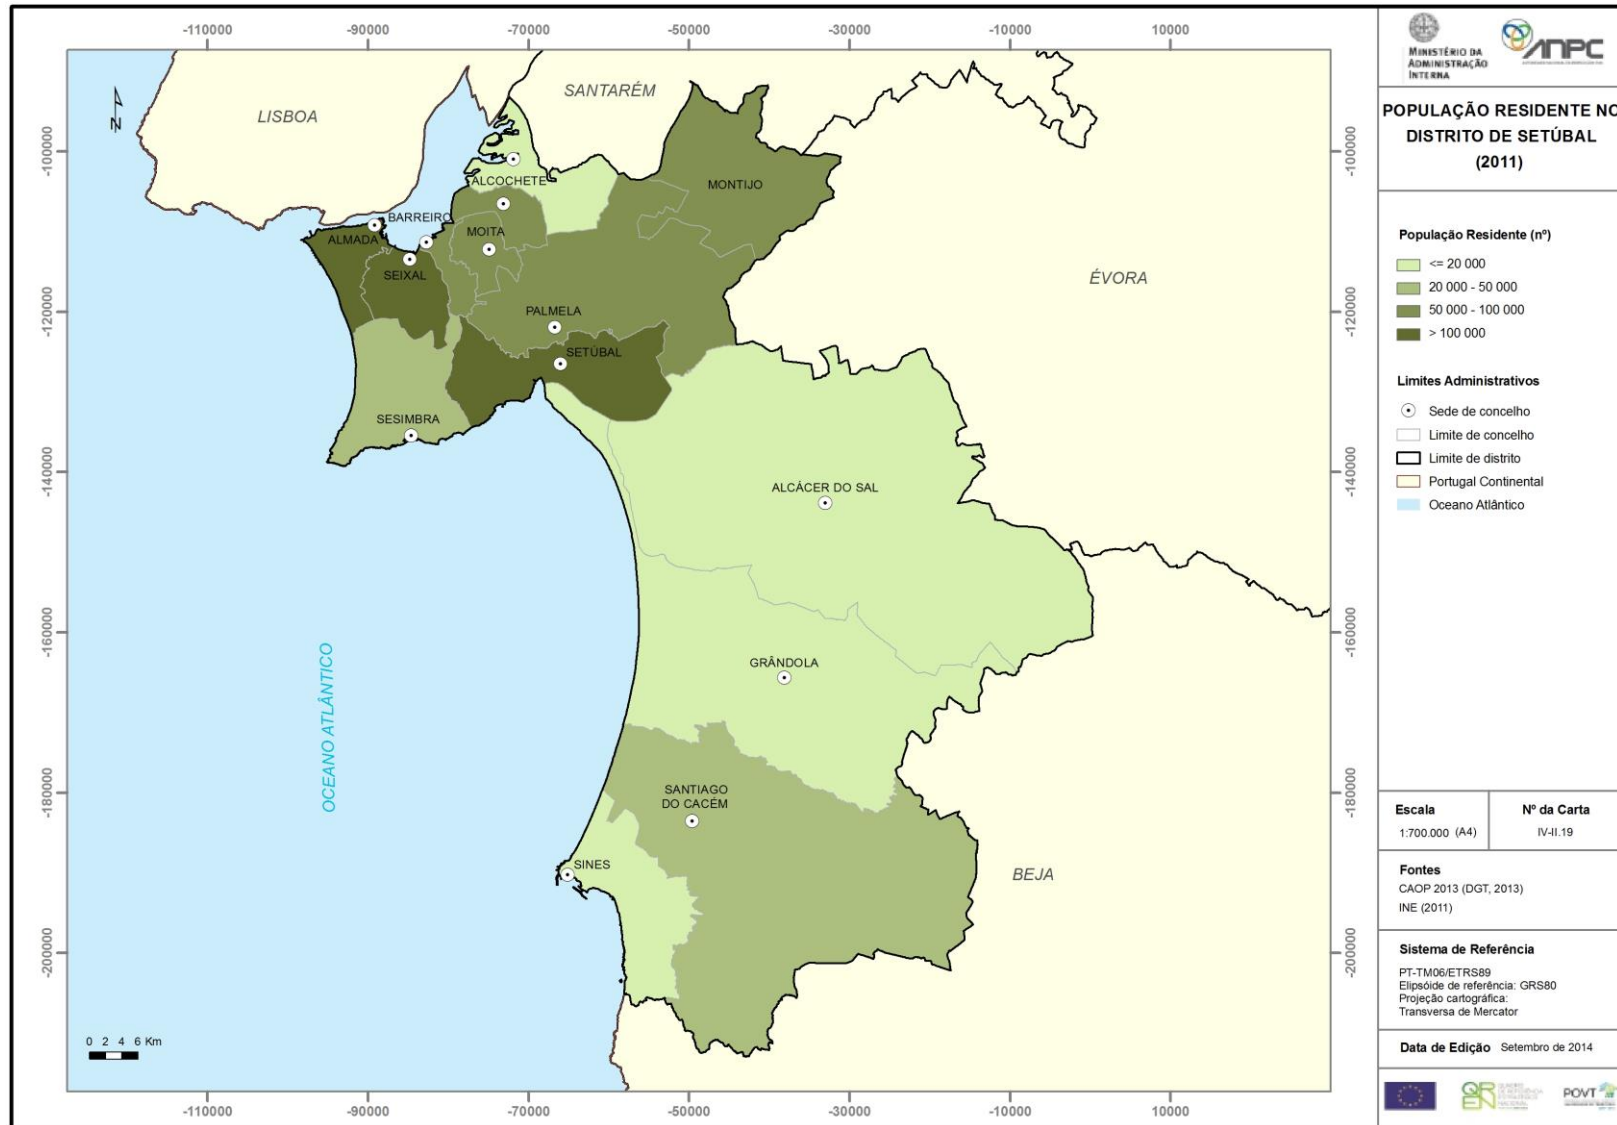 -110000
-90000
-70000
-50000
-30000
-10000
10000
-100000
-120000
-140000
-160000
-180000
-200000
-100000
-120000
-140000
-160000
-180000
-200000
N
LISBOA
SANTARÉM
ALCOCHETE
MONTIJO
BARREIRO
ALMADA
MOITA
SEIXAL
ÉVORA
PALMELA
SETÚBAL
SESIMBRA
ALCÁCER DO SAL
GRÂNDOLA
OCEANO ATLÂNTICO
SANTIAGO
DO CACÉM
SINES
BEJA
0 2 4 6 Km
-110000
-90000
-70000
-50000
-30000
-10000
10000
MINISTÉRIO DA
ADMINISTRAÇÃO
INTERNA
ANPC
POPULAÇÃO RESIDENTE NO
DISTRITO DE SETÚBAL
(2011)
População Residente (nº)
<= 20 000
20 000 - 50 000
50 000 - 100 000
> 100 000
Limites Administrativos
Sede de concelho
Limite de concelho
Limite de distrito
Portugal Continental
Oceano Atlântico
Escala
1:700.000 (A4)
Nº da Carta
IV-II.19
Fontes
CAOP 2013 (DGT, 2013)
INE (2011)
Sistema de Referência
PT-TM06/ETRS89
Elipsóide de referência: GRS80
Projeção cartográfica:
Transversa de Mercator
Data de Edição Setembro de 2014
QREN
POVT